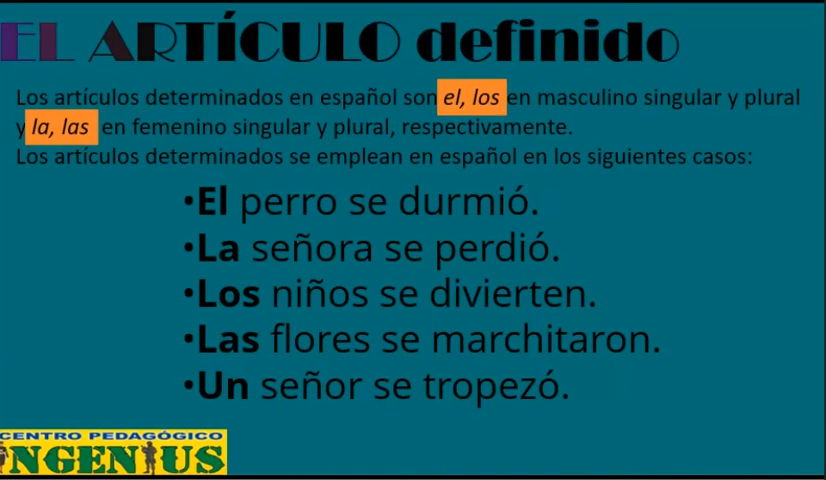 EL ARTÍCULO definido
Los artículos determinados en español son el, los en masculino singular y plural
y la, las en femenino singular y plural, respectivamente.
Los artículos determinados se emplean en español en los siguientes casos:
•El perro se durmió.
•La señora se perdió.
•Los niños se divierten.
•Las flores se marchitaron.
•Un señor se tropezó.
CENTRO PEDAGÓGICO
INGENIUS